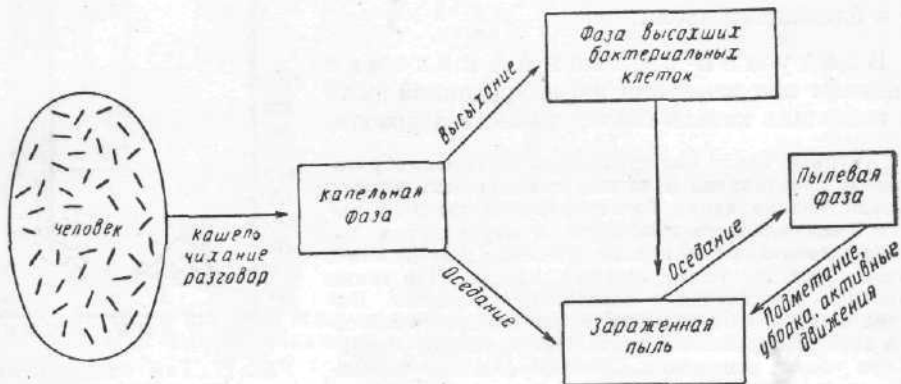 человек
кашель
чихание
разговор
капельная
фаза
Высыхание
Оседание
Фаза высохших
бактериальных
клеток
Зараженная
пыль
Оседание
Пылевая
фаза
Подметание,
уборка, активные
движения